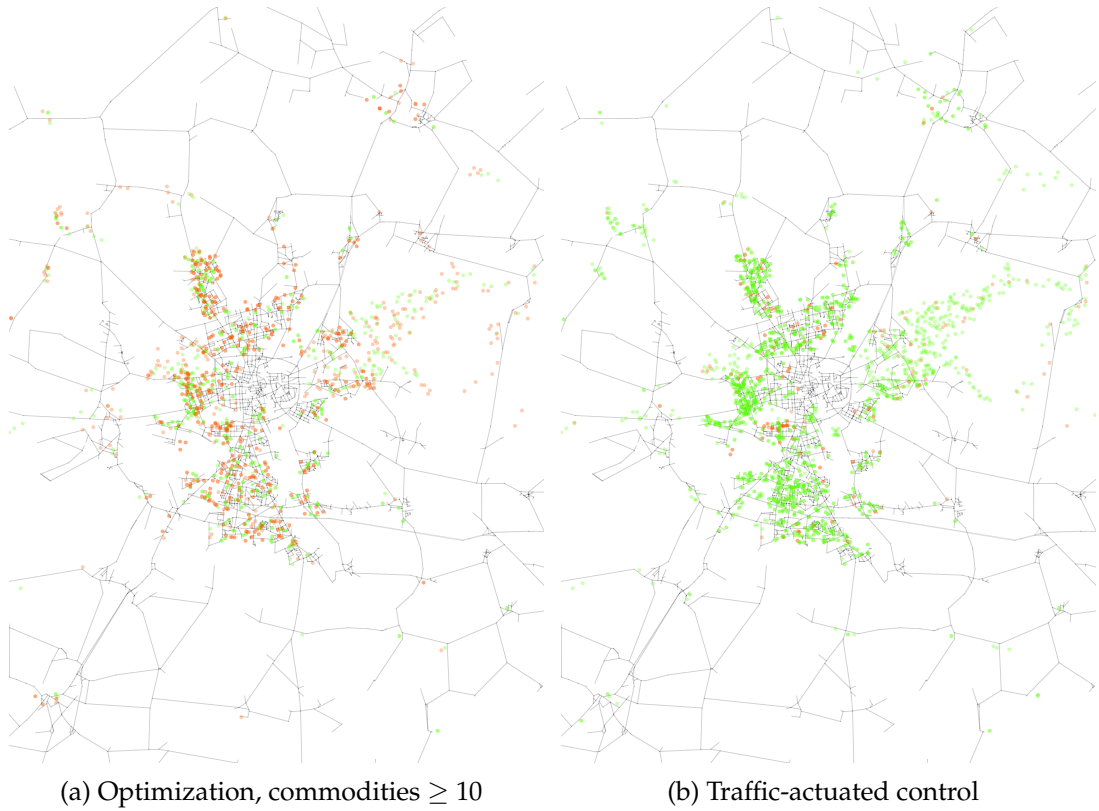 (a) Optimization, commodities ≥ 10
(b) Traffic-actuated control